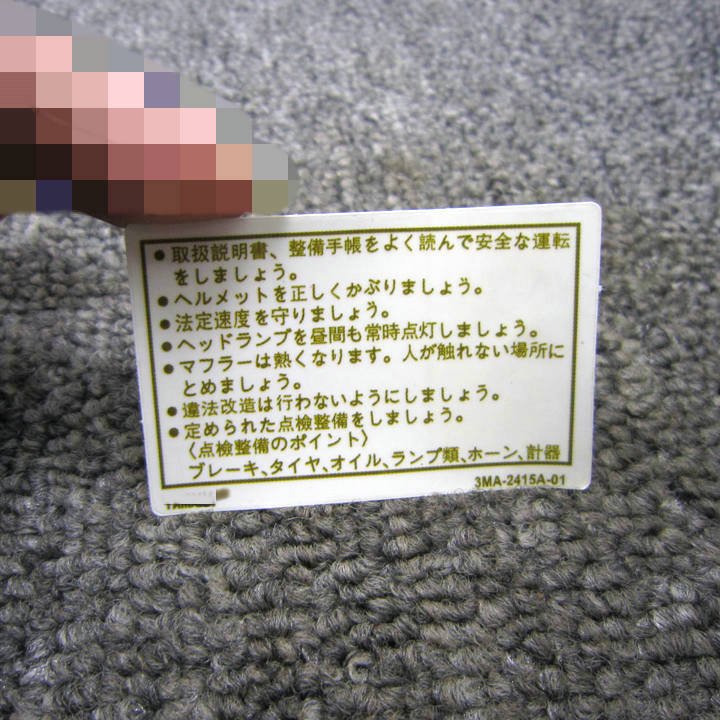 ●取扱説明書、整備手帳をよく読んで安全な運転
をしましょう。
●ヘルメットを正しくかぶりましょう。
●法定速度を守りましょう。
●ヘッドランプを昼間も常時点灯しましょう。
●マフラーは熱くなります。人が触れない場所に
とめましょう。
●違法改造は行わないようにしましょう。
●定められた点検整備をしましょう。
〈点検整備のポイント〉
ブレーキ、タイヤ、オイル、ランプ類、ホーン、計器
3MA-2415A-01